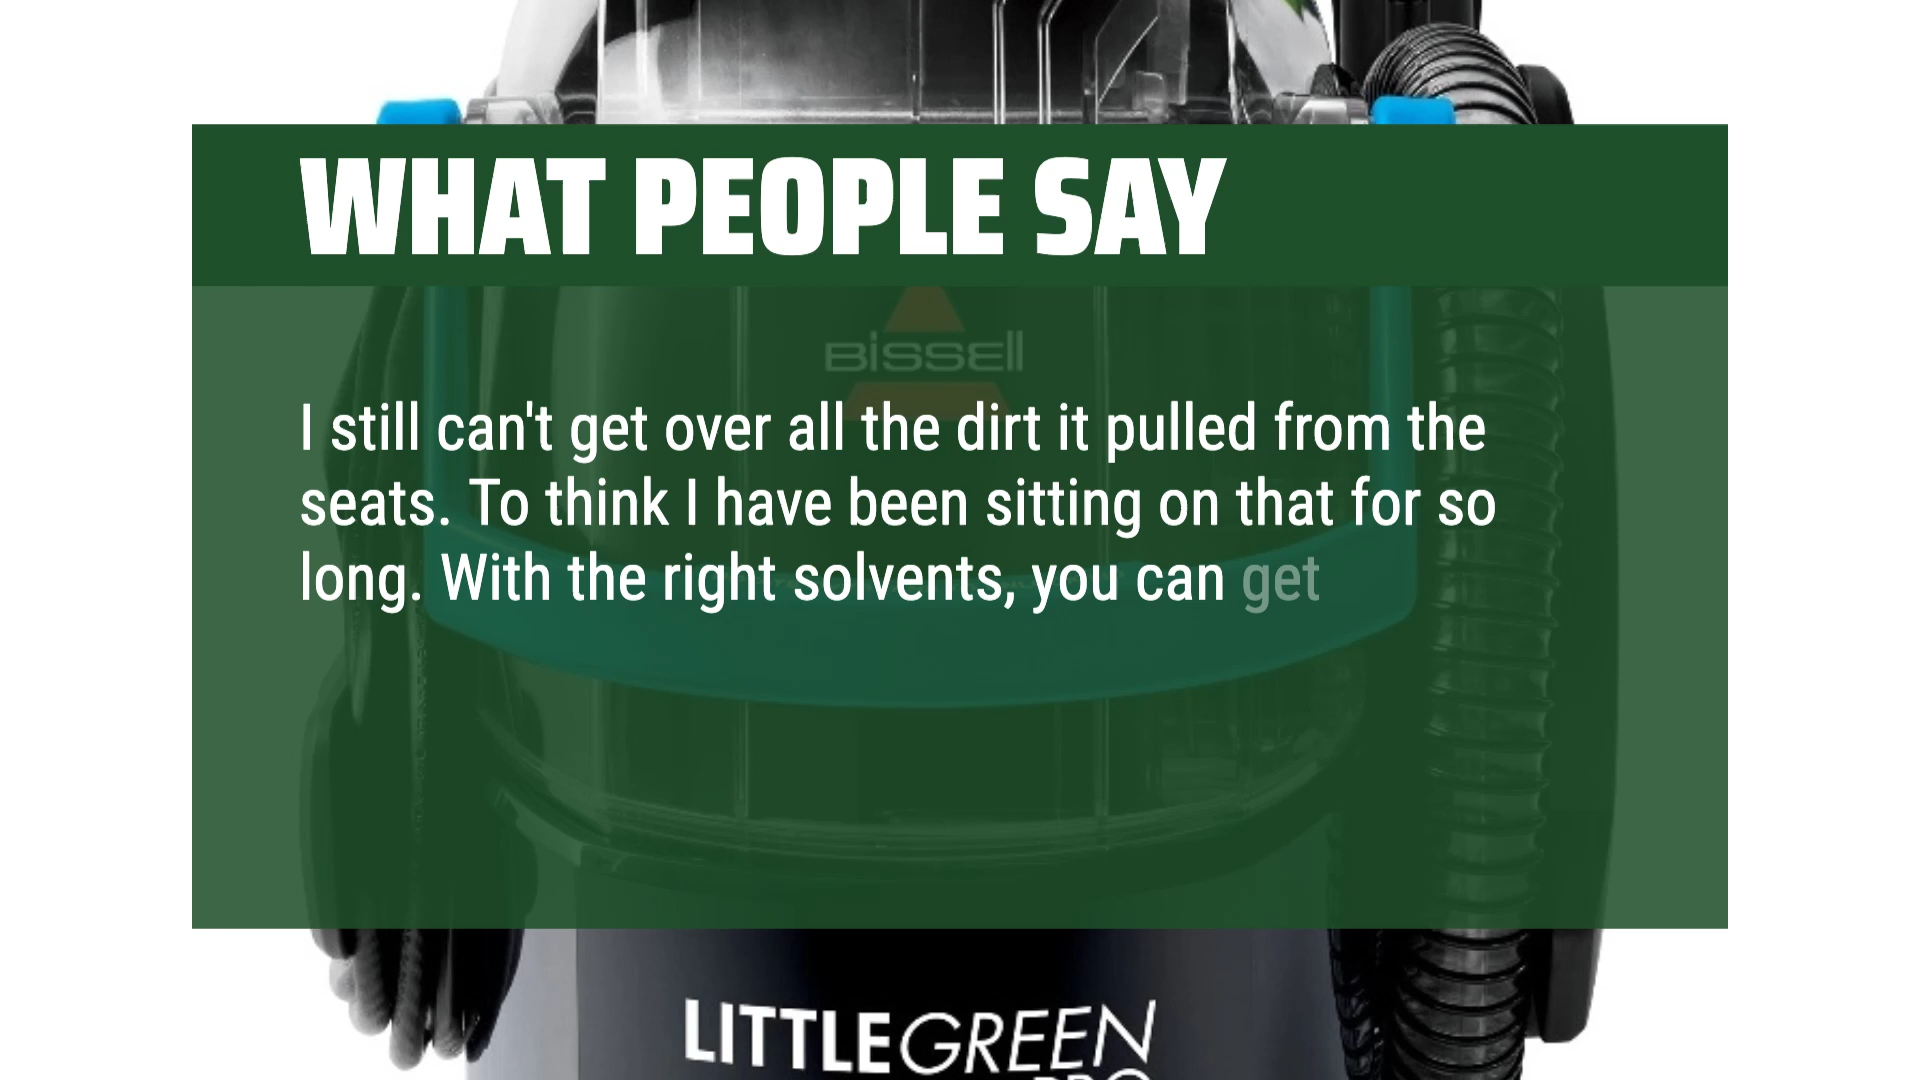 WHAT PEOPLE SAY
BISSELL
I still can't get over all the dirt it pulled from the
seats. To think I have been sitting on that for so
long. With the right solvents, you can get
LITTLEGREEN
PRO